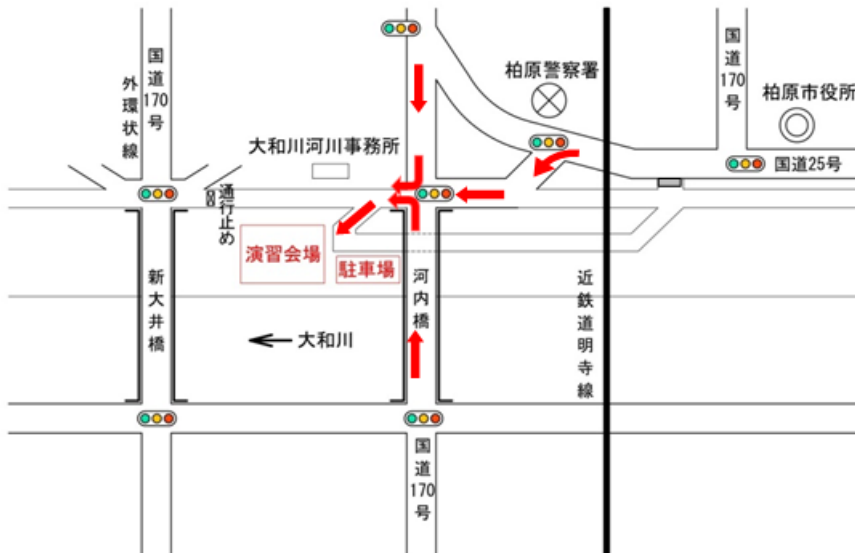 国道170号
外環状線
国道170号
柏原警察署
柏原市役所
大和川河川事務所
国道25号
通行止め
演習会場
駐車場
新大井橋
河内橋
近鉄道明寺線
大和川
国道170号